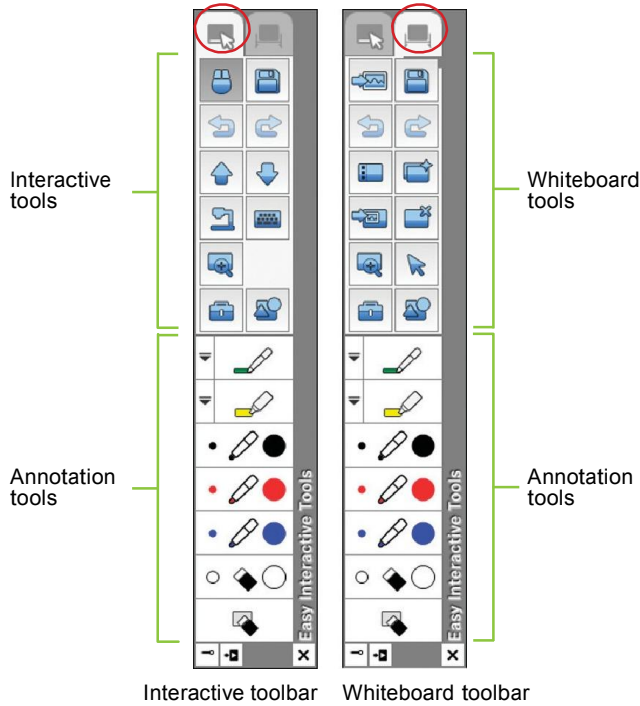 Interactive
tools
Whiteboard
tools
Annotation
tools
Annotation
tools
Easy Interactive Tools
Easy Interactive Tools
Interactive toolbar
Whiteboard toolbar